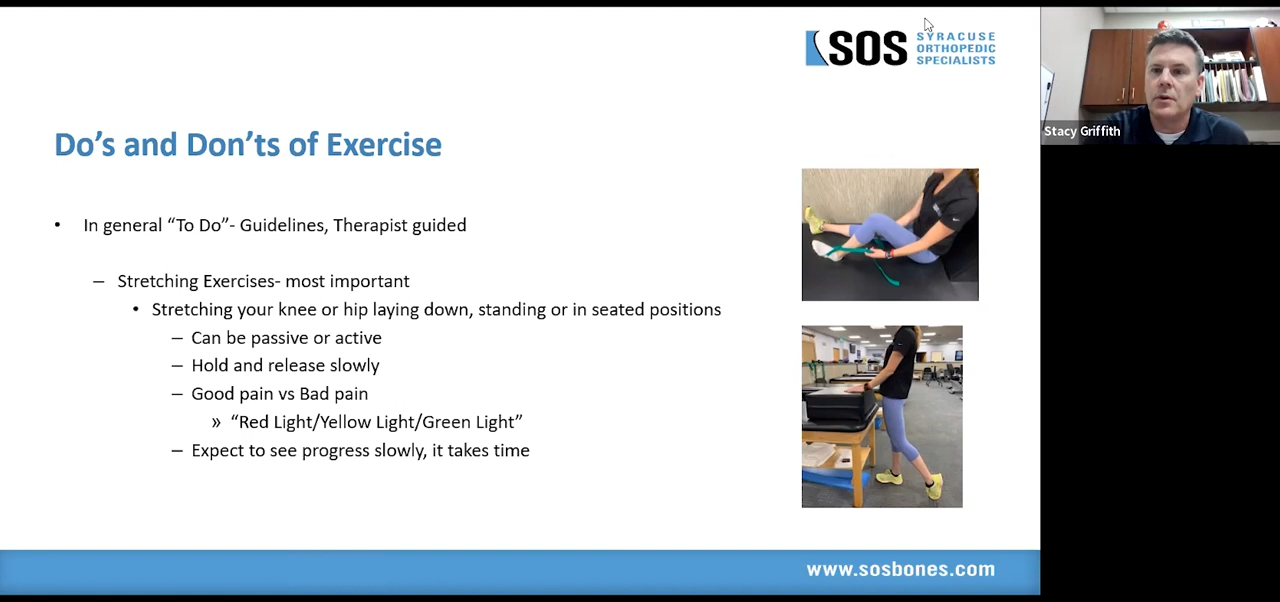 SOS
SYRACUSE
ORTHOPEDIC
SPECIALISTS
Stacy Griffith
Do’s and Don’ts of Exercise
• In general “To Do”- Guidelines, Therapist guided
– Stretching Exercises- most important
• Stretching your knee or hip laying down, standing or in seated positions
– Can be passive or active
– Hold and release slowly
– Good pain vs Bad pain
» “Red Light/Yellow Light/Green Light”
– Expect to see progress slowly, it takes time
www.sosbones.com